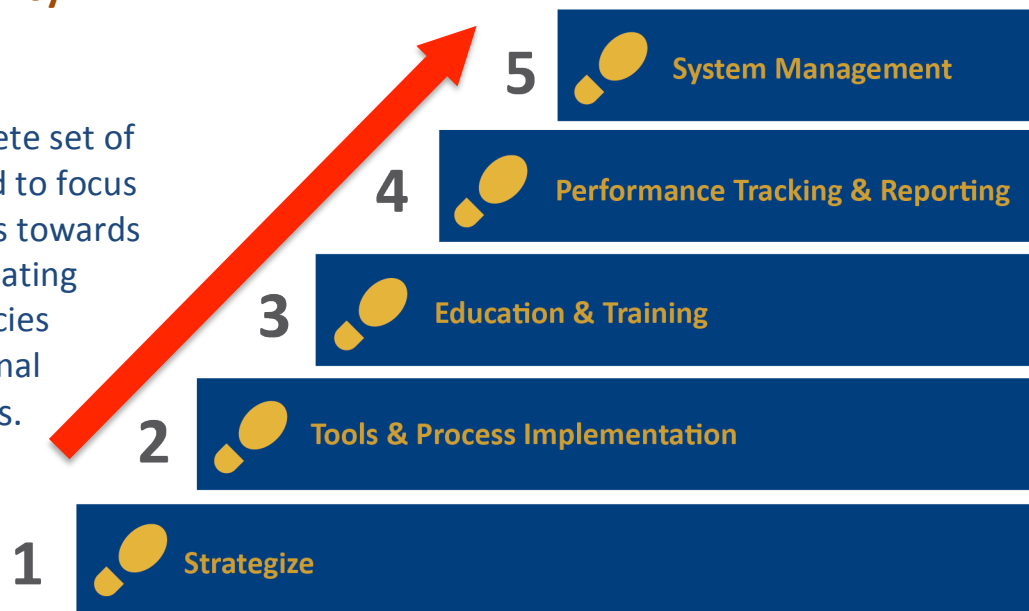 5 System Management
ete set of
d to focus
4 Performance Tracking & Reporting
s towards
ating
3 Education & Training
cies
nal
s.
2 Tools & Process Implementation
1 Strategize